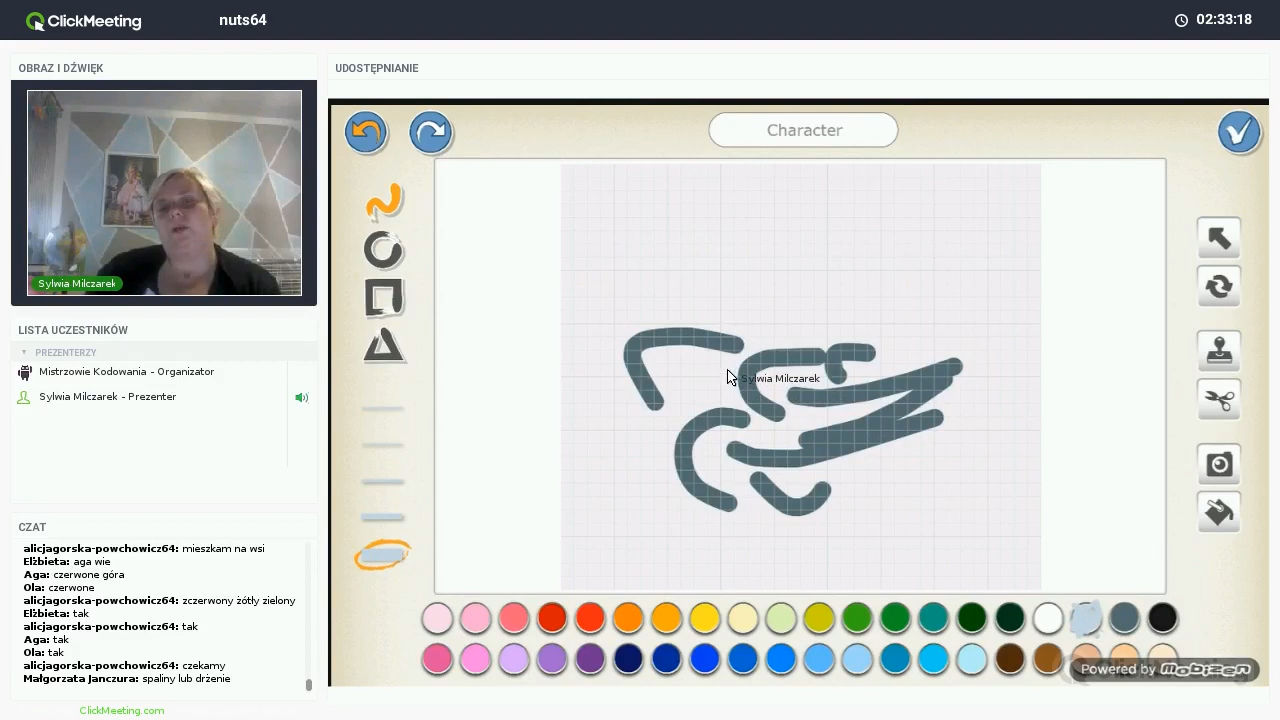 ClickMeeting
nuts64
02:33:18
OBRAZ I DŹWIĘK
UDOSTĘPNIANIE
Character
Sylwia Milczarek
Sylwia Milczarek
LISTA UCZESTNIKÓW
PREZENTERZY
Mistrzowie Kodowania - Organizator
Sylwia Milczarek - Prezenter
CZAT
alicjagorska-powchowicz64: mieszkam na wsi
Elżbieta: aga wie
Aga: czerwone góra
Ola: czerwone
alicjagorska-powchowicz64: zczerwony żótły zielony
Elżbieta: tak
alicjagorska-powchowicz64: tak
Aga: tak
Ola: tak
alicjagorska-powchowicz64: czekamy
Małgorzata Janczura: spaliny lub drżenie
Powered by Mobizen
ClickMeeting.com